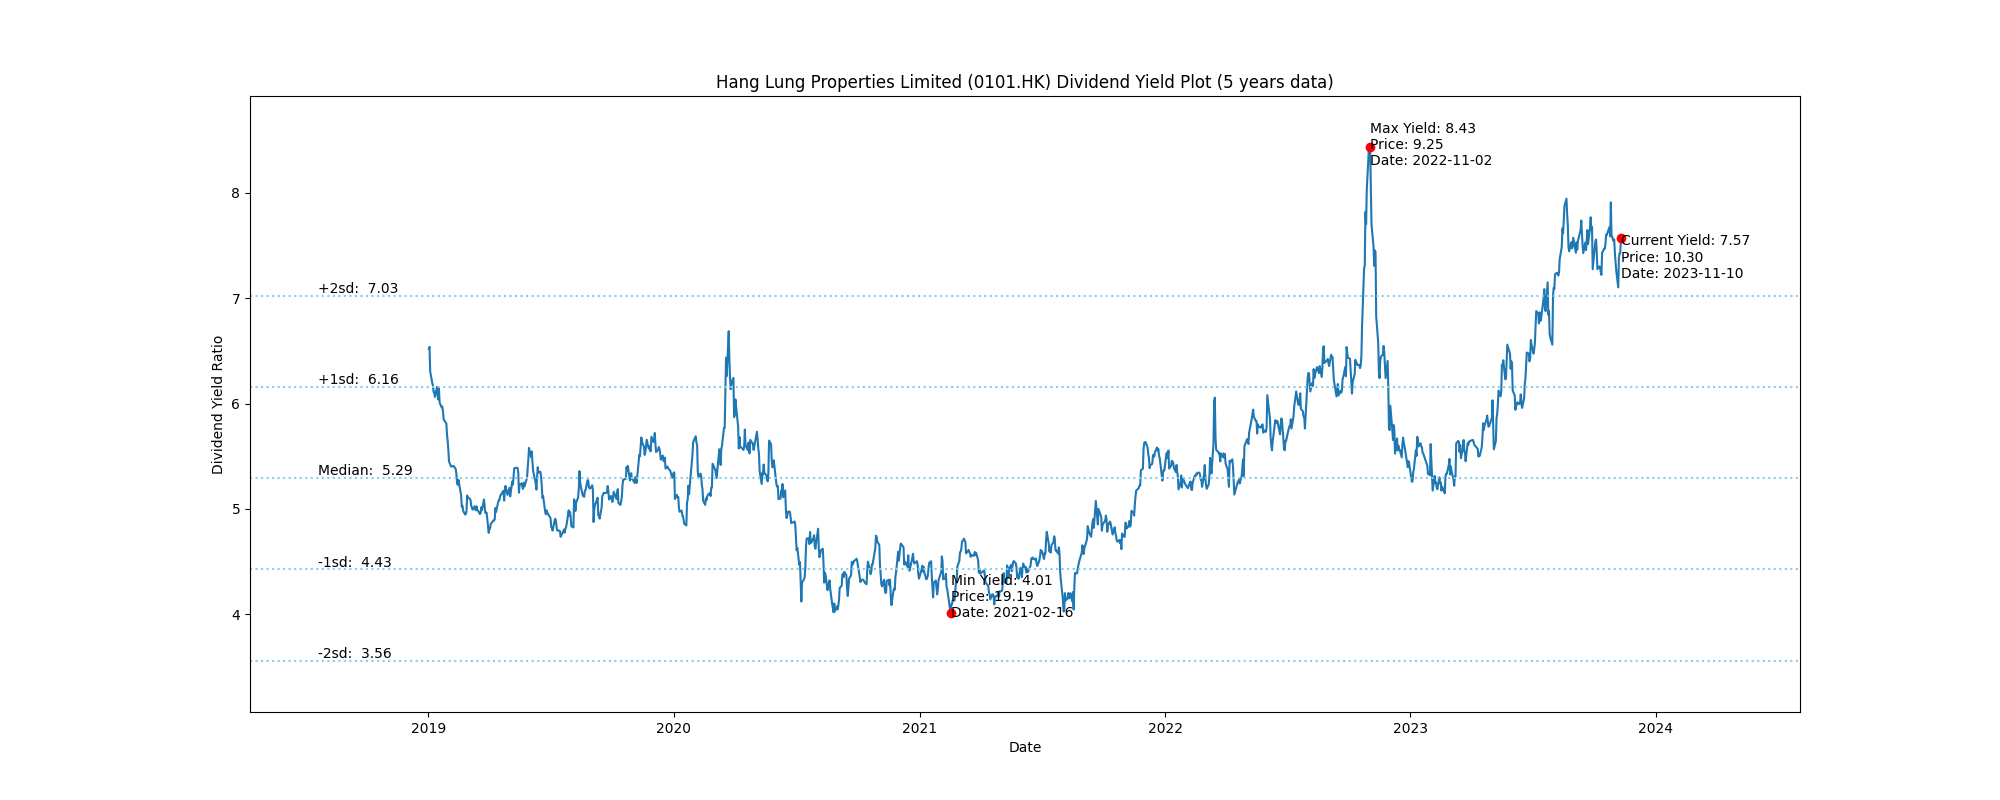 Hang Lung Properties Limited (0101.HK) Dividend Yield Plot (5 years data)
Max Yield: 8.43
Price: 9.25
Date: 2022-11-02
8
Current Yield: 7.57
Price: 10.30
Date: 2023-11-10
+2sd:  7.03
7
+1sd:  6.16
6
Dividend Yield Ratio
Median:  5.29
5
-1sd:  4.43
Min Yield: 4.01
Price: 19.19
Date: 2021-02-16
4
-2sd:  3.56
2019
2020
2021
2022
2023
2024
Date